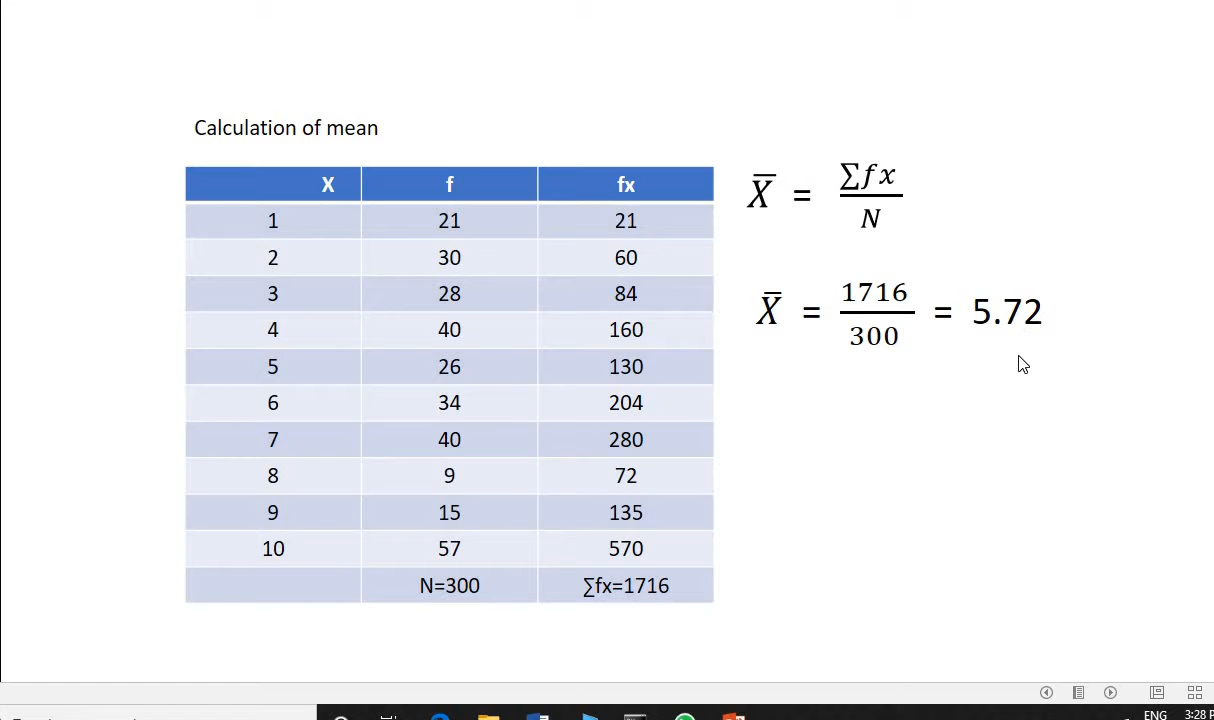 Calculation of mean
X f fx
1 21 21
2 30 60
3 28 84
4 40 160
5 26 130
6 34 204
7 40 280
8 9 72
9 15 135
10 57 570
N=300 ∑fx=1716
X̅ = ∑fx / N
X̅ = 1716 / 300 = 5.72
ENG 3:28 P